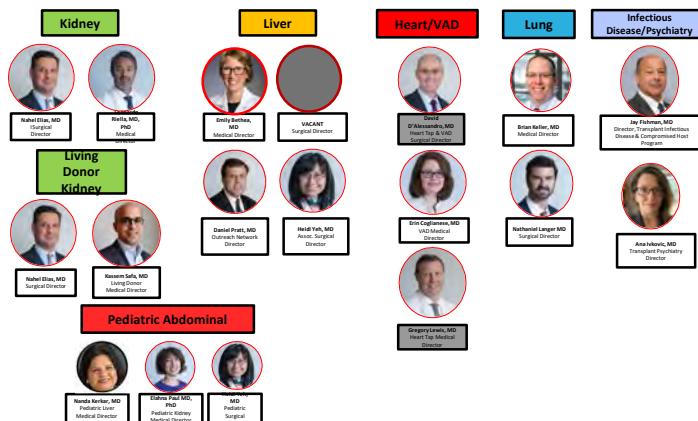 Kidney
Nahel Elias, MD
ISurgical
Director
Riella, MD,
PhD
Medical
Director
Living
Donor
Kidney
Nahel Elias, MD
Surgical Director
Kassem Safa, MD
Living Donor
Medical Director
Liver
Emily Bethea,
MD
Medical Director
VACANT
Surgical Director
Daniel Pratt, MD
Outreach Network
Director
Heidi Yeh, MD
Assoc. Surgical
Director
Pediatric Abdominal
Nanda Kerkar, MD
Pediatric Liver
Medical Director
Elahna Paul MD,
PhD
Pediatric Kidney
Medical Director
Heidi Yeh,
MD
Pediatric
Surgical
Heart/VAD
David
D'Alessandro, MD
Heart Tap & VAD
Surgical Director
Erin Coglianese, MD
VAD Medical
Director
Gregory Lewis, MD
Heart Tap Medical
Director
Lung
Brian Keller, MD
Medical Director
Nathaniel Langer MD
Surgical Director
Infectious
Disease/Psychiatry
Jay Fishman, MD
Director, Transplant Infectious
Disease & Compromised Host
Program
Ana Ivkovic, MD
Transplant Psychiatry
Director